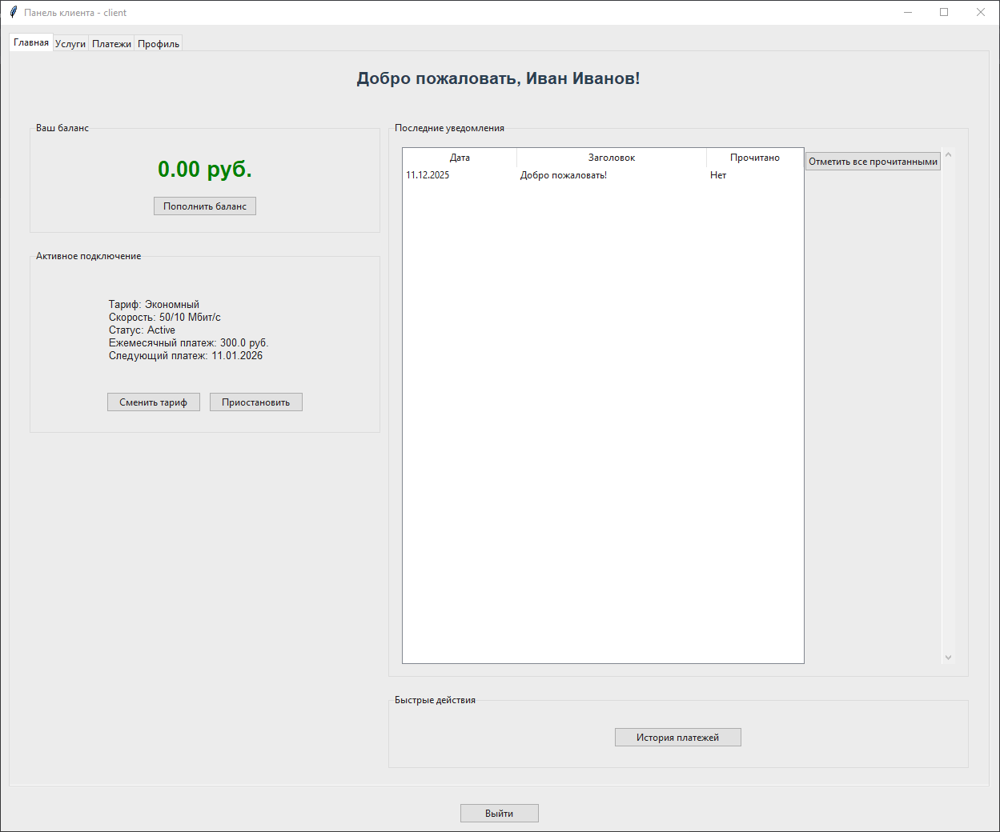 Панель клиента - client
Главная Услуги Платежи Профиль
Добро пожаловать, Иван Иванов!
Ваш баланс
0.00 руб.
Пополнить баланс
Активное подключение
Тариф: Экономный
Скорость: 50/10 Мбит/с
Статус: Active
Ежемесячный платеж: 300.0 руб.
Следующий платеж: 11.01.2026
Сменить тариф Приостановить
Последние уведомления
Дата Заголовок Прочитано
11.12.2025 Добро пожаловать! Нет
Отметить все прочитанными
Быстрые действия
История платежей
Выйти